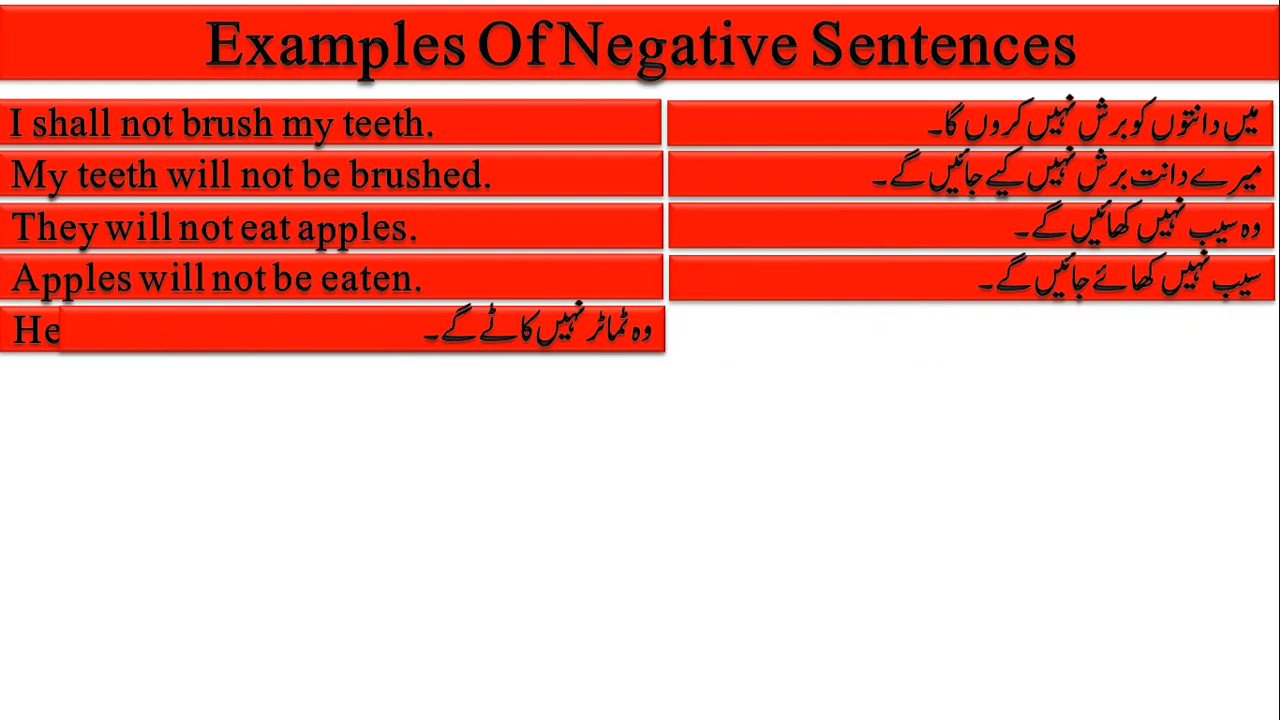 Examples Of Negative Sentences
I shall not brush my teeth. میں دانتوں کو برش نہیں کروں گا۔
My teeth will not be brushed. میرے دانت برش نہیں کیے جائیں گے۔
They will not eat apples. وہ سیب نہیں کھائیں گے۔
Apples will not be eaten. سیب نہیں کھائے جائیں گے۔
He وہ ٹماٹر نہیں کاٹے گے۔